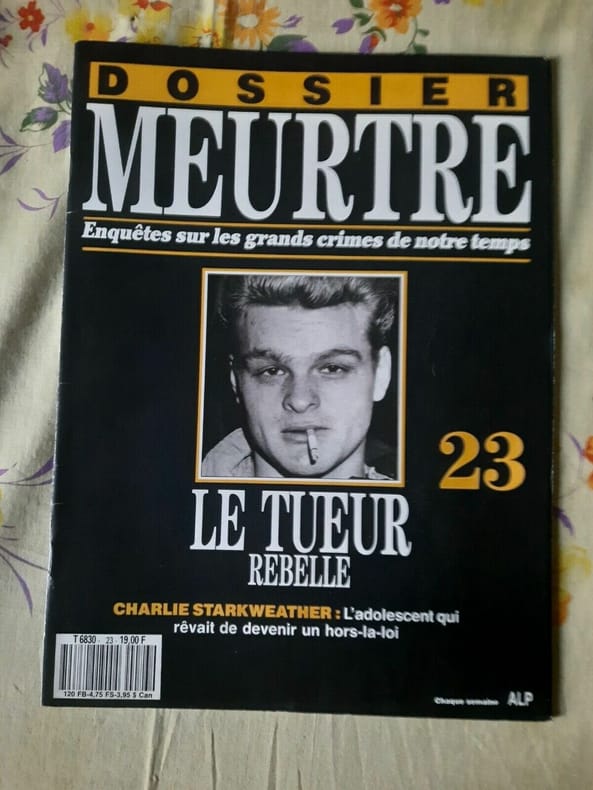 DOSSIER
MEURTRE
Enquêtes sur les grands crimes de notre temps
23
LE TUEUR
REBELLE
CHARLIE STARKWEATHER : L'adolescent qui
rêvait de devenir un hors-la-loi
T 6830 - 23 - 19,00 F
120 FB-4,75 FS-3,95 $ Can
Chaque semaine ALP